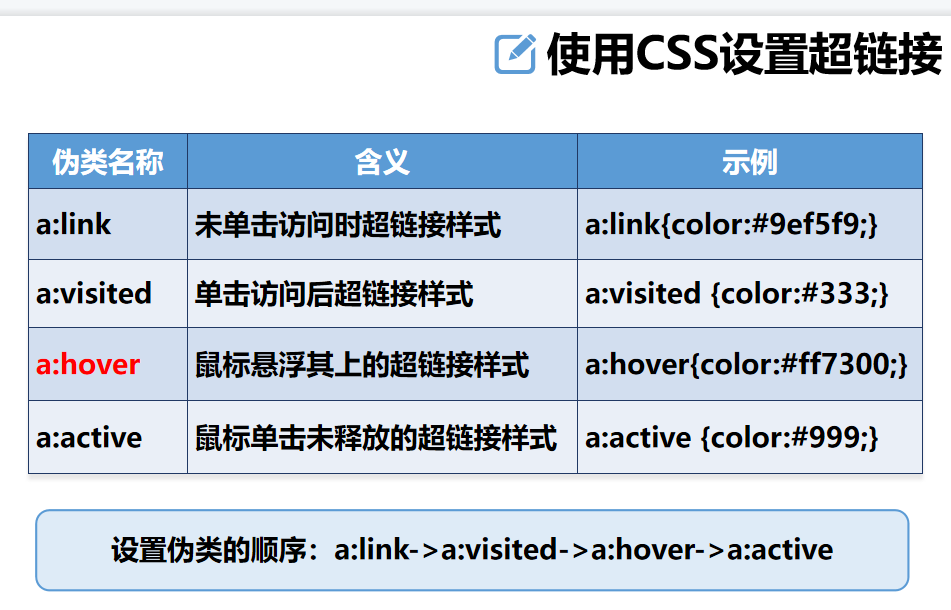 使用CSS设置超链接
伪类名称 含义 示例
a:link 未单击访问时超链接样式 a:link{color:#9ef5f9;}
a:visited 单击访问后超链接样式 a:visited {color:#333;}
a:hover 鼠标悬浮其上的超链接样式 a:hover{color:#ff7300;}
a:active 鼠标单击未释放的超链接样式 a:active {color:#999;}
设置伪类的顺序：a:link->a:visited->a:hover->a:active